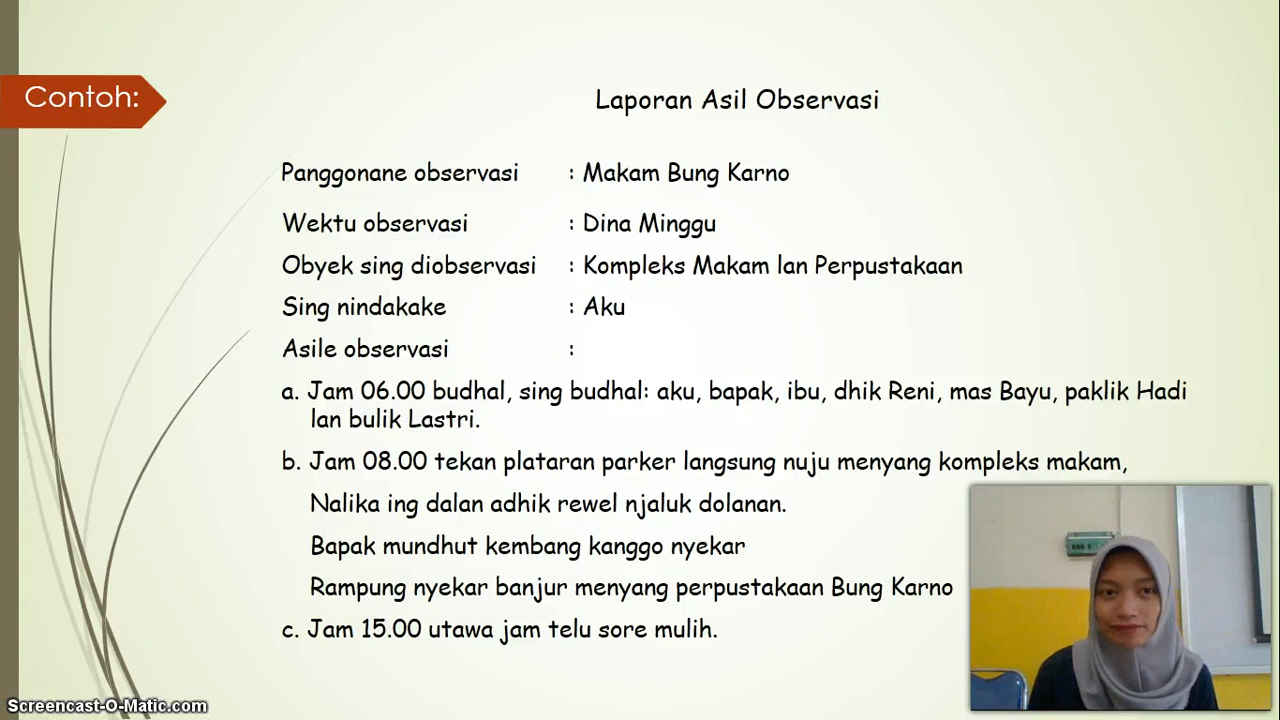 Contoh:
Laporan Asil Observasi
Panggonane observasi : Makam Bung Karno
Wektu observasi : Dina Minggu
Obyek sing diobservasi : Kompleks Makam lan Perpustakaan
Sing nindakake : Aku
Asile observasi :
a. Jam 06.00 budhal, sing budhal: aku, bapak, ibu, dhik Reni, mas Bayu, paklik Hadi
lan bulik Lastri.
b. Jam 08.00 tekan plataran parker langsung nuju menyang kompleks makam,
Nalika ing dalan adhik rewel njaluk dolanan.
Bapak mundhut kembang kanggo nyekar
Rampung nyekar banjur menyang perpustakaan Bung Karno
c. Jam 15.00 utawa jam telu sore mulih.
Screencast-O-Matic.com